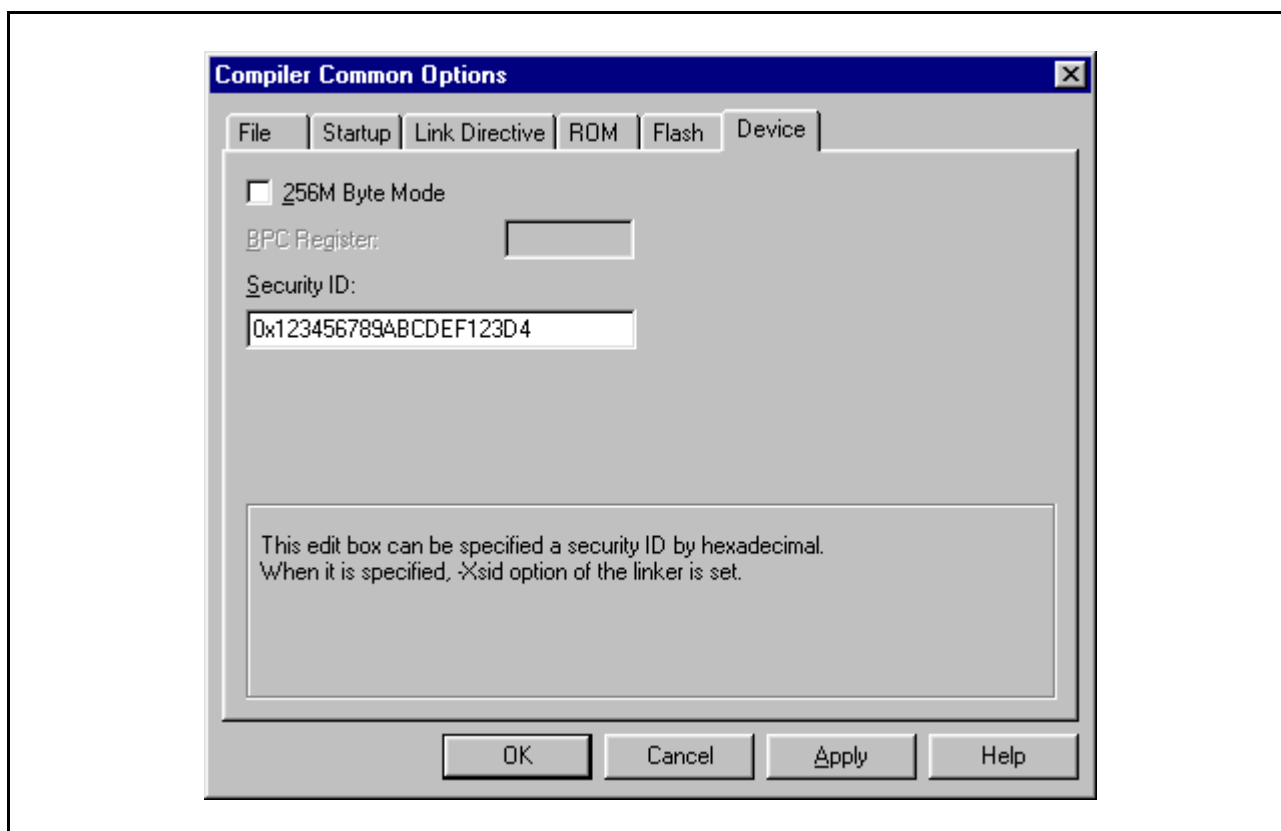 Compiler Common Options
File Startup Link Directive ROM Flash Device
256M Byte Mode
BPC Register:
Security ID:
0x123456789ABCDEF123D4
This edit box can be specified a security ID by hexadecimal.
When it is specified, -Xsid option of the linker is set.
OK Cancel Apply Help